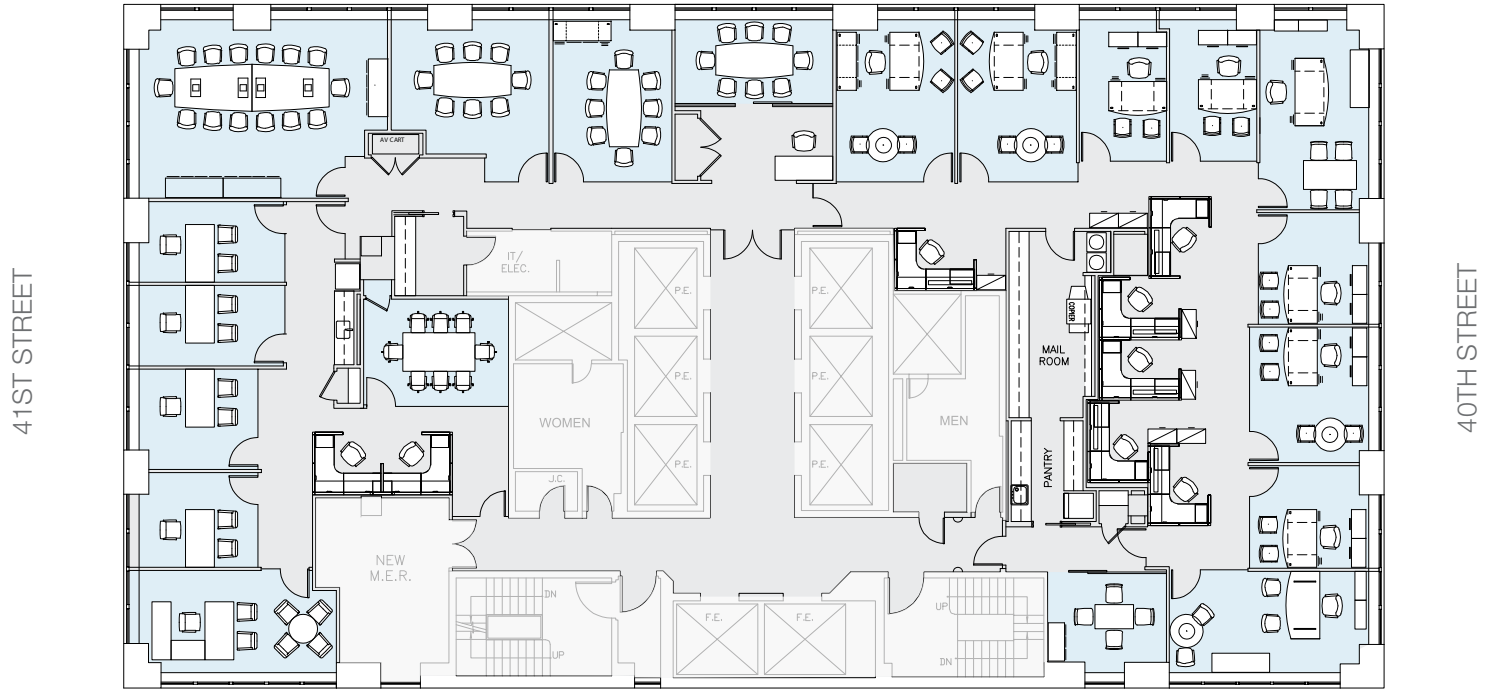 AV CART
IT/
ELEC.
P.E.
P.E.
P.E.
P.E.
P.E.
P.E.
WOMEN
J.C.
MEN
COPIER
MAIL
ROOM
PANTRY
NEW
M.E.R.
DN
UP
F.E.
F.E.
UP
DN
41ST STREET
40TH STREET